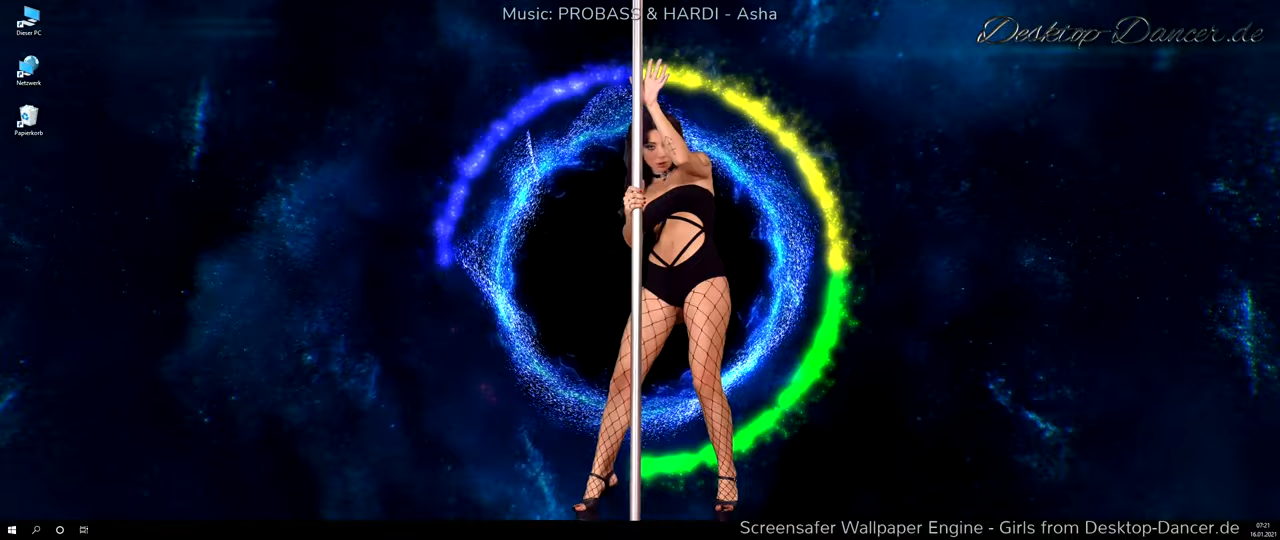 Music: PROBASS & HARDI - Asha
Desktop-Dancer.de
Dieser PC
Netzwerk
Papierkorb
Screensafer Wallpaper Engine - Girls from Desktop-Dancer.de
07:21
16.01.2021